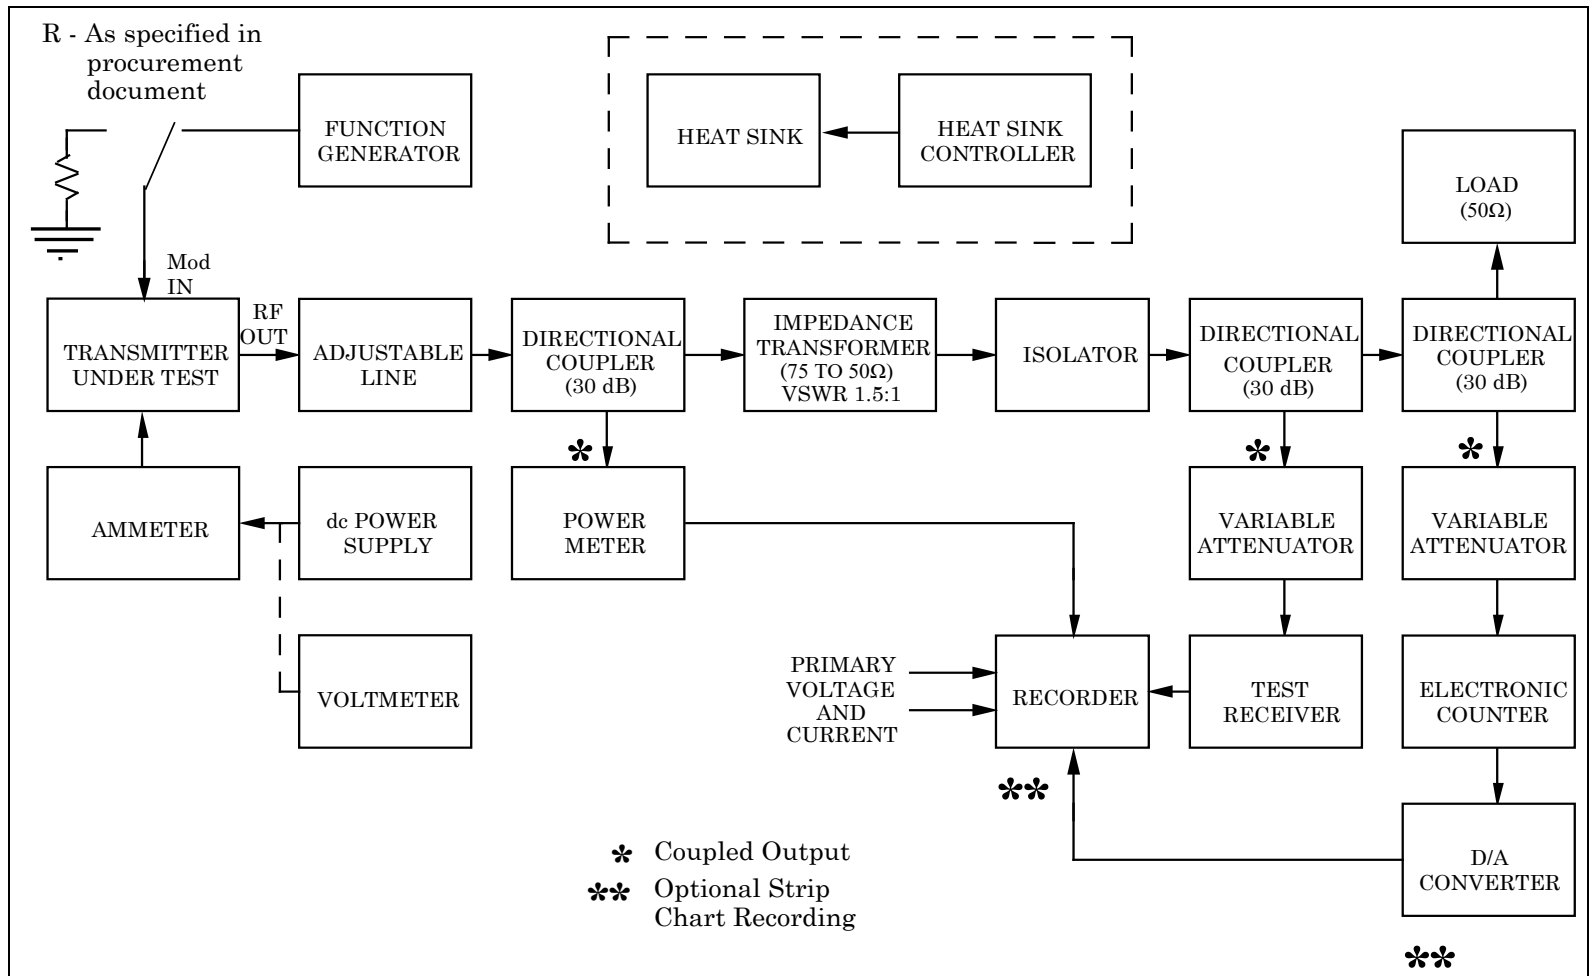 R - As specified in
procurement
document
FUNCTION
GENERATOR
HEAT SINK
HEAT SINK
CONTROLLER
LOAD
(50Ω)
Mod
IN
RF
OUT
TRANSMITTER
UNDER TEST
ADJUSTABLE
LINE
DIRECTIONAL
COUPLER
(30 dB)
IMPEDANCE
TRANSFORMER
(75 TO 50Ω)
VSWR 1.5:1
ISOLATOR
DIRECTIONAL
COUPLER
(30 dB)
DIRECTIONAL
COUPLER
(30 dB)
*
*
*
AMMETER
dc POWER
SUPPLY
POWER
METER
VARIABLE
ATTENUATOR
VARIABLE
ATTENUATOR
VOLTMETER
PRIMARY
VOLTAGE
AND
CURRENT
RECORDER
TEST
RECEIVER
ELECTRONIC
COUNTER
**
D/A
CONVERTER
* Coupled Output
** Optional Strip
Chart Recording
**